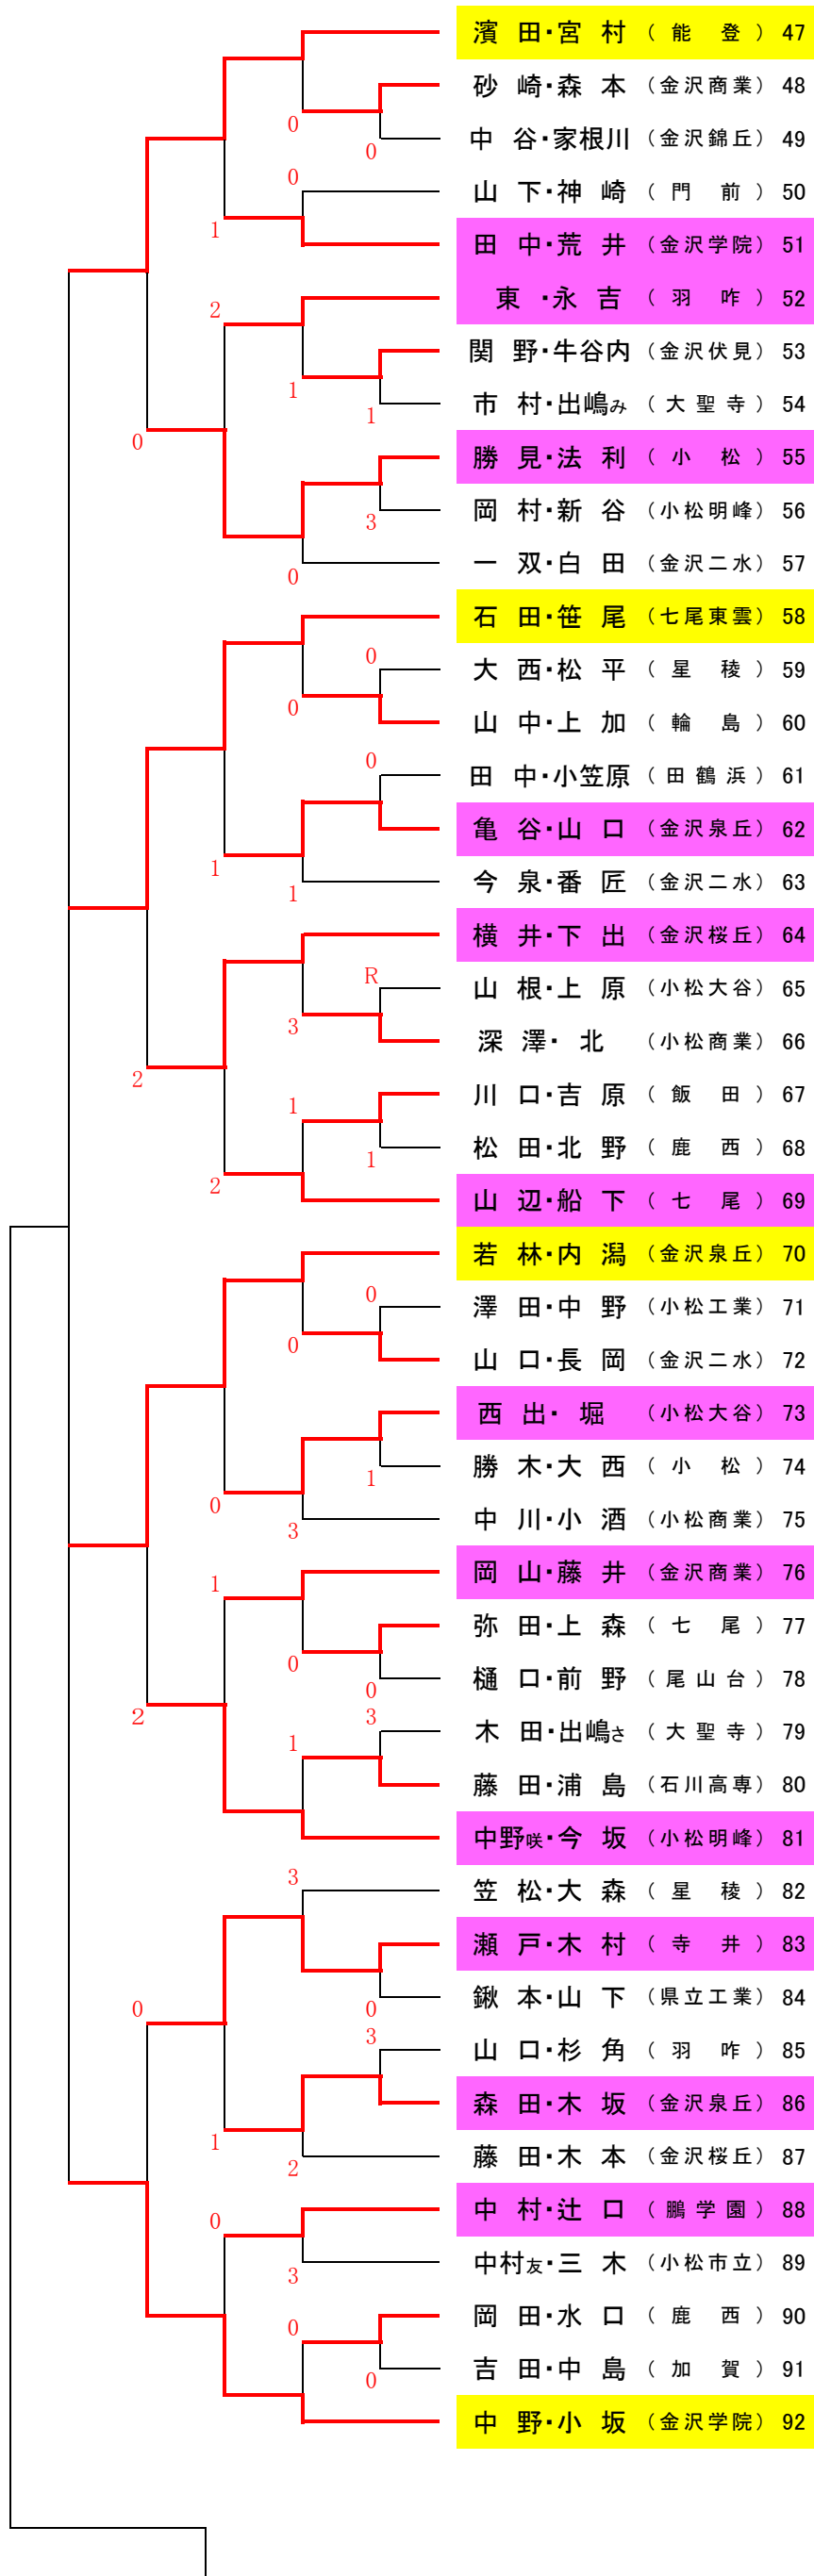 濱田・宮村 （能登） 47
砂崎・森本 （金沢商業） 48
0
中谷・家根川 （金沢錦丘） 49
0
0
山下・神崎 （門前） 50
1
田中・荒井 （金沢学院） 51
東・永吉 （羽咋） 52
2
関野・牛谷内 （金沢伏見） 53
1
市村・出嶋み （大聖寺） 54
1
0
勝見・法利 （小松） 55
岡村・新谷 （小松明峰） 56
3
一双・白田 （金沢二水） 57
0
石田・笹尾 （七尾東雲） 58
0
大西・松平 （星稜） 59
0
山中・上加 （輪島） 60
0
田中・小笠原 （田鶴浜） 61
亀谷・山口 （金沢泉丘） 62
1
今泉・番匠 （金沢二水） 63
1
横井・下出 （金沢桜丘） 64
R
山根・上原 （小松大谷） 65
3
深澤・北 （小松商業） 66
2
川口・吉原 （飯田） 67
1
松田・北野 （鹿西） 68
1
2
山辺・船下 （七尾） 69
若林・内潟 （金沢泉丘） 70
0
澤田・中野 （小松工業） 71
0
山口・長岡 （金沢二水） 72
西出・堀 （小松大谷） 73
勝木・大西 （小松） 74
1
0
中川・小酒 （小松商業） 75
3
岡山・藤井 （金沢商業） 76
1
弥田・上森 （七尾） 77
0
樋口・前野 （尾山台） 78
0
2
3
木田・出嶋さ （大聖寺） 79
1
藤田・浦島 （石川高専） 80
中野咲・今坂 （小松明峰） 81
3
笠松・大森 （星稜） 82
瀬戸・木村 （寺井） 83
鍬本・山下 （県立工業） 84
0
0
3
山口・杉角 （羽咋） 85
森田・木坂 （金沢泉丘） 86
1
藤田・木本 （金沢桜丘） 87
2
中村・辻口 （鵬学園） 88
0
中村友・三木 （小松市立） 89
3
岡田・水口 （鹿西） 90
0
吉田・中島 （加賀） 91
0
中野・小坂 （金沢学院） 92